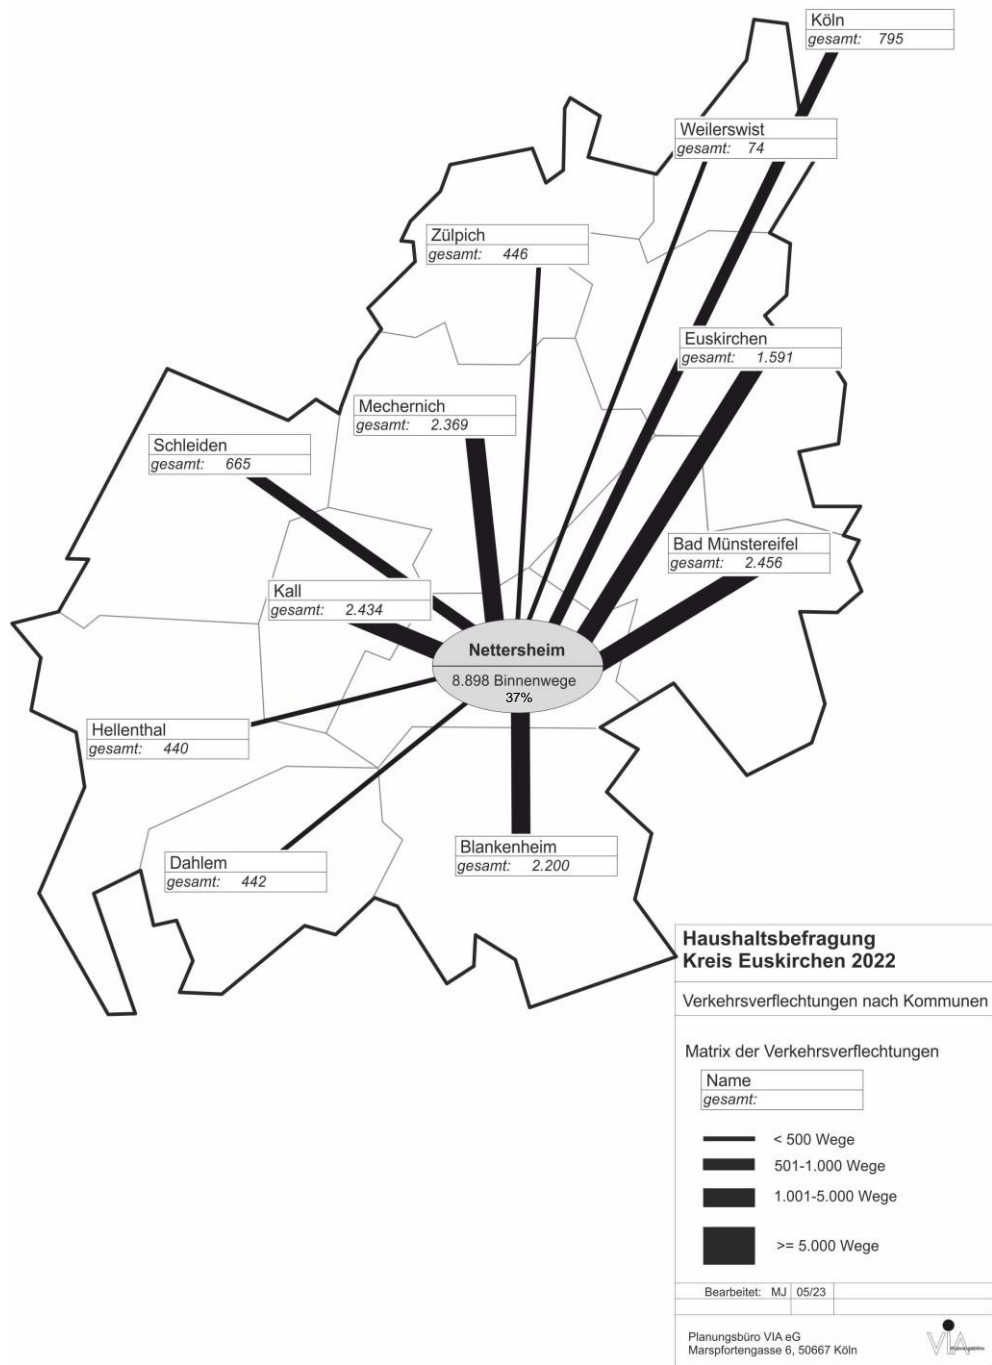 Köln
gesamt: 795
Weilerswist
gesamt: 74
Zülpich
gesamt: 446
Euskirchen
gesamt: 1.591
Mechernich
gesamt: 2.369
Schleiden
gesamt: 665
Bad Münstereifel
gesamt: 2.456
Kall
gesamt: 2.434
Nettersheim
8.898 Binnenwege
37%
Hellenthal
gesamt: 440
Blankenheim
gesamt: 2.200
Dahlem
gesamt: 442
Haushaltsbefragung
Kreis Euskirchen 2022
Verkehrsverflechtungen nach Kommunen
Matrix der Verkehrsverflechtungen
Name
gesamt:
< 500 Wege
501-1.000 Wege
1.001-5.000 Wege
>= 5.000 Wege
Bearbeitet: MJ 05/23
Planungsbüro VIA eG
Marspfortengasse 6, 50667 Köln
VIA planungsbüro